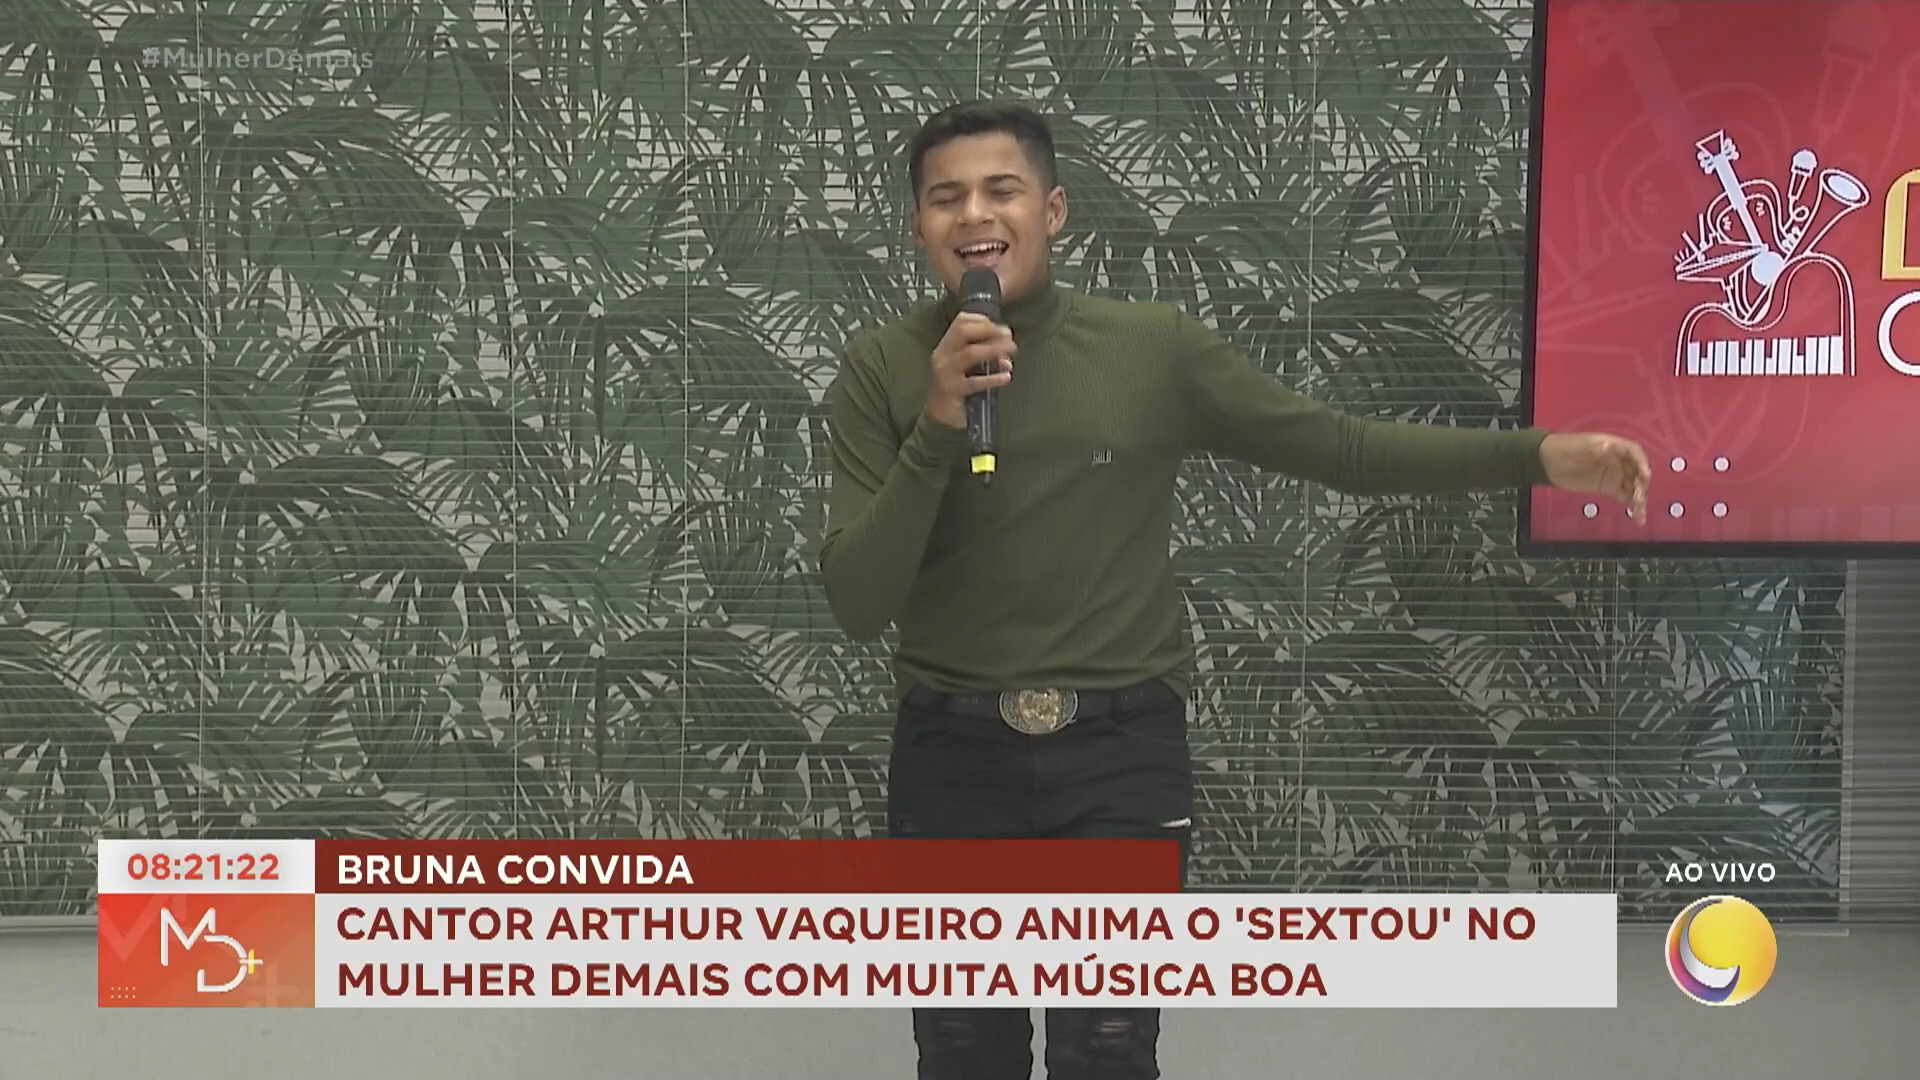 #MulherDemais
08:21:22
BRUNA CONVIDA
CANTOR ARTHUR VAQUEIRO ANIMA O 'SEXTOU' NO
MULHER DEMAIS COM MUITA MÚSICA BOA
AO VIVO
MD+